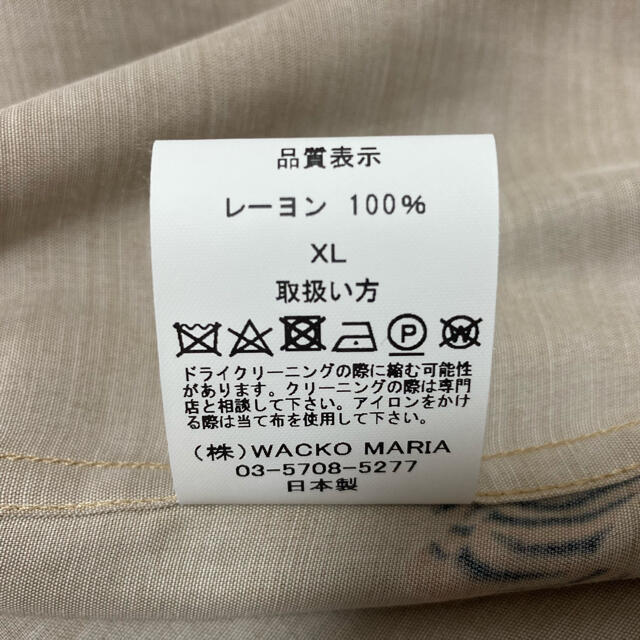 品質表示
レーヨン 100%
XL
取扱い方
P W
ドライクリーニングの際に縮む可能性
があります。クリーニングの際は専門
店と相談して下さい。アイロンをかけ
る際は当て布を使用して下さい。
(株)WACKO MARIA
03-5708-5277
日本製